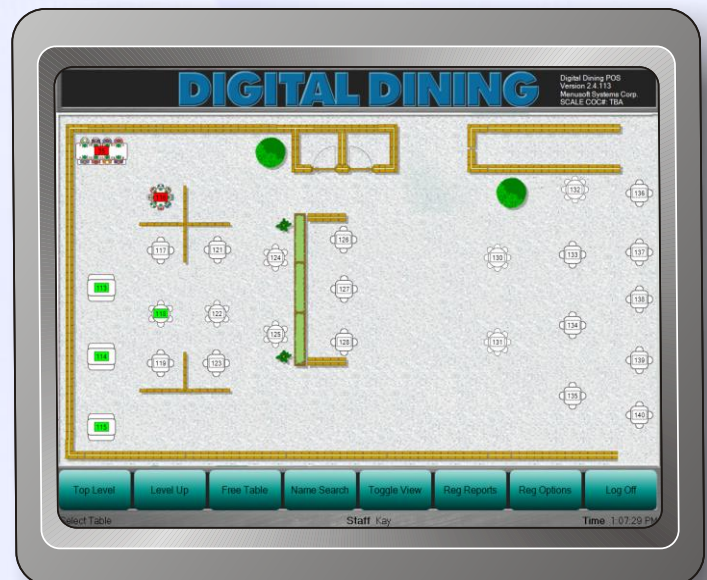 DIGITAL DINING
Digital Dining POS
Version 2.4.113
Menusoft Systems Corp.
SCALE COC#: TBA
132
136
117
121
124
126
130
133
137
113
127
138
118
122
134
125
128
131
114
119
123
139
135
140
115
Top Level
Level Up
Free Table
Name Search
Toggle View
Reg Reports
Reg Options
Log Off
Select Table
Staff Kay
Time 1:07:29 PM